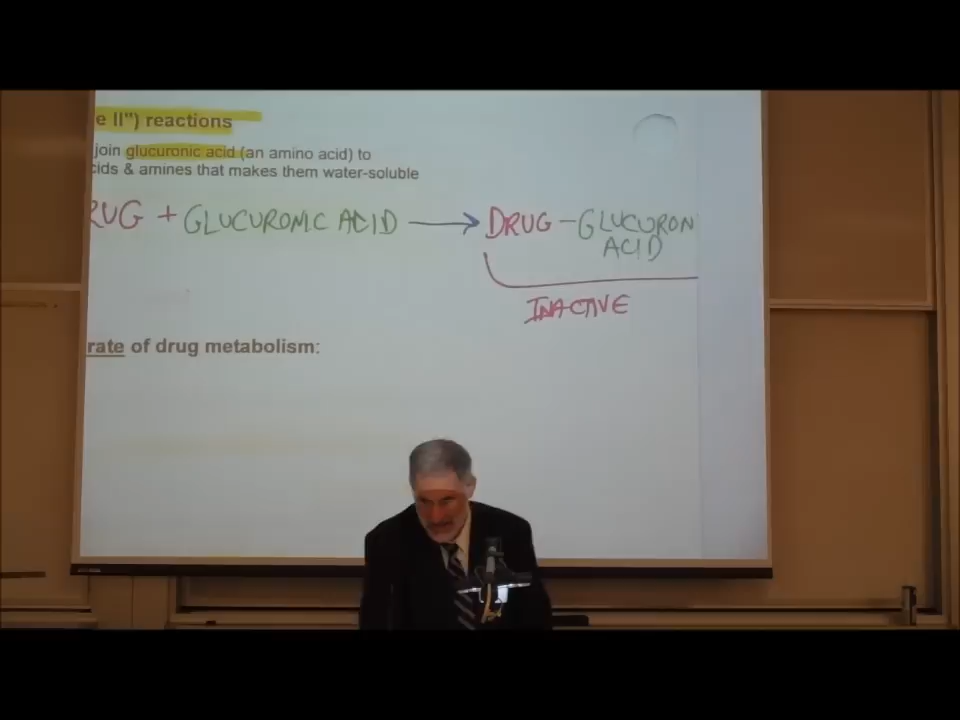 e II") reactions
join glucuronic acid (an amino acid) to
cids & amines that makes them water-soluble
RUG + GLUCURONIC ACID → DRUG - GLUCURON
ACID
INACTIVE
rate of drug metabolism: